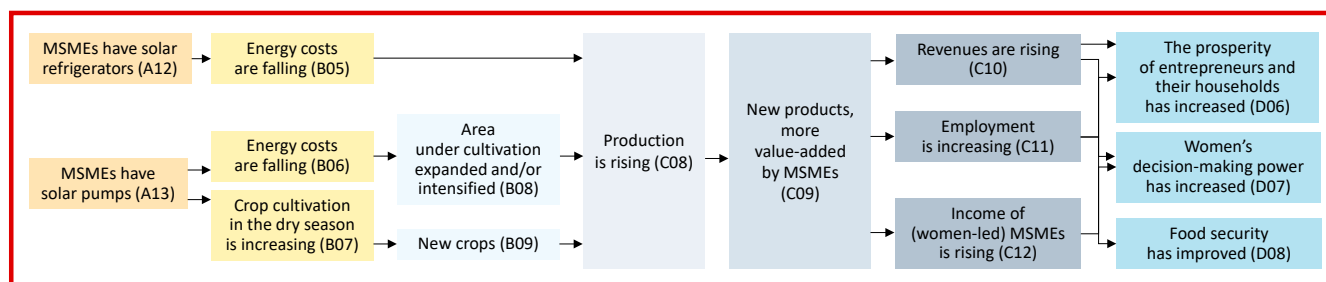 MSMEs have solar
refrigerators (A12)
Energy costs
are falling (B05)
MSMEs have
solar pumps (A13)
Energy costs
are falling (B06)
Crop cultivation
in the dry season
is increasing (B07)
Area
under cultivation
expanded and/or
intensified (B08)
New crops (B09)
Production
is rising (C08)
New products,
more
value-added
by MSMEs
(C09)
Revenues are rising
(C10)
Employment
is increasing (C11)
Income of
(women-led) MSMEs
is rising (C12)
The prosperity
of entrepreneurs and
their households
has increased (D06)
Women’s
decision-making power
has increased (D07)
Food security
has improved (D08)